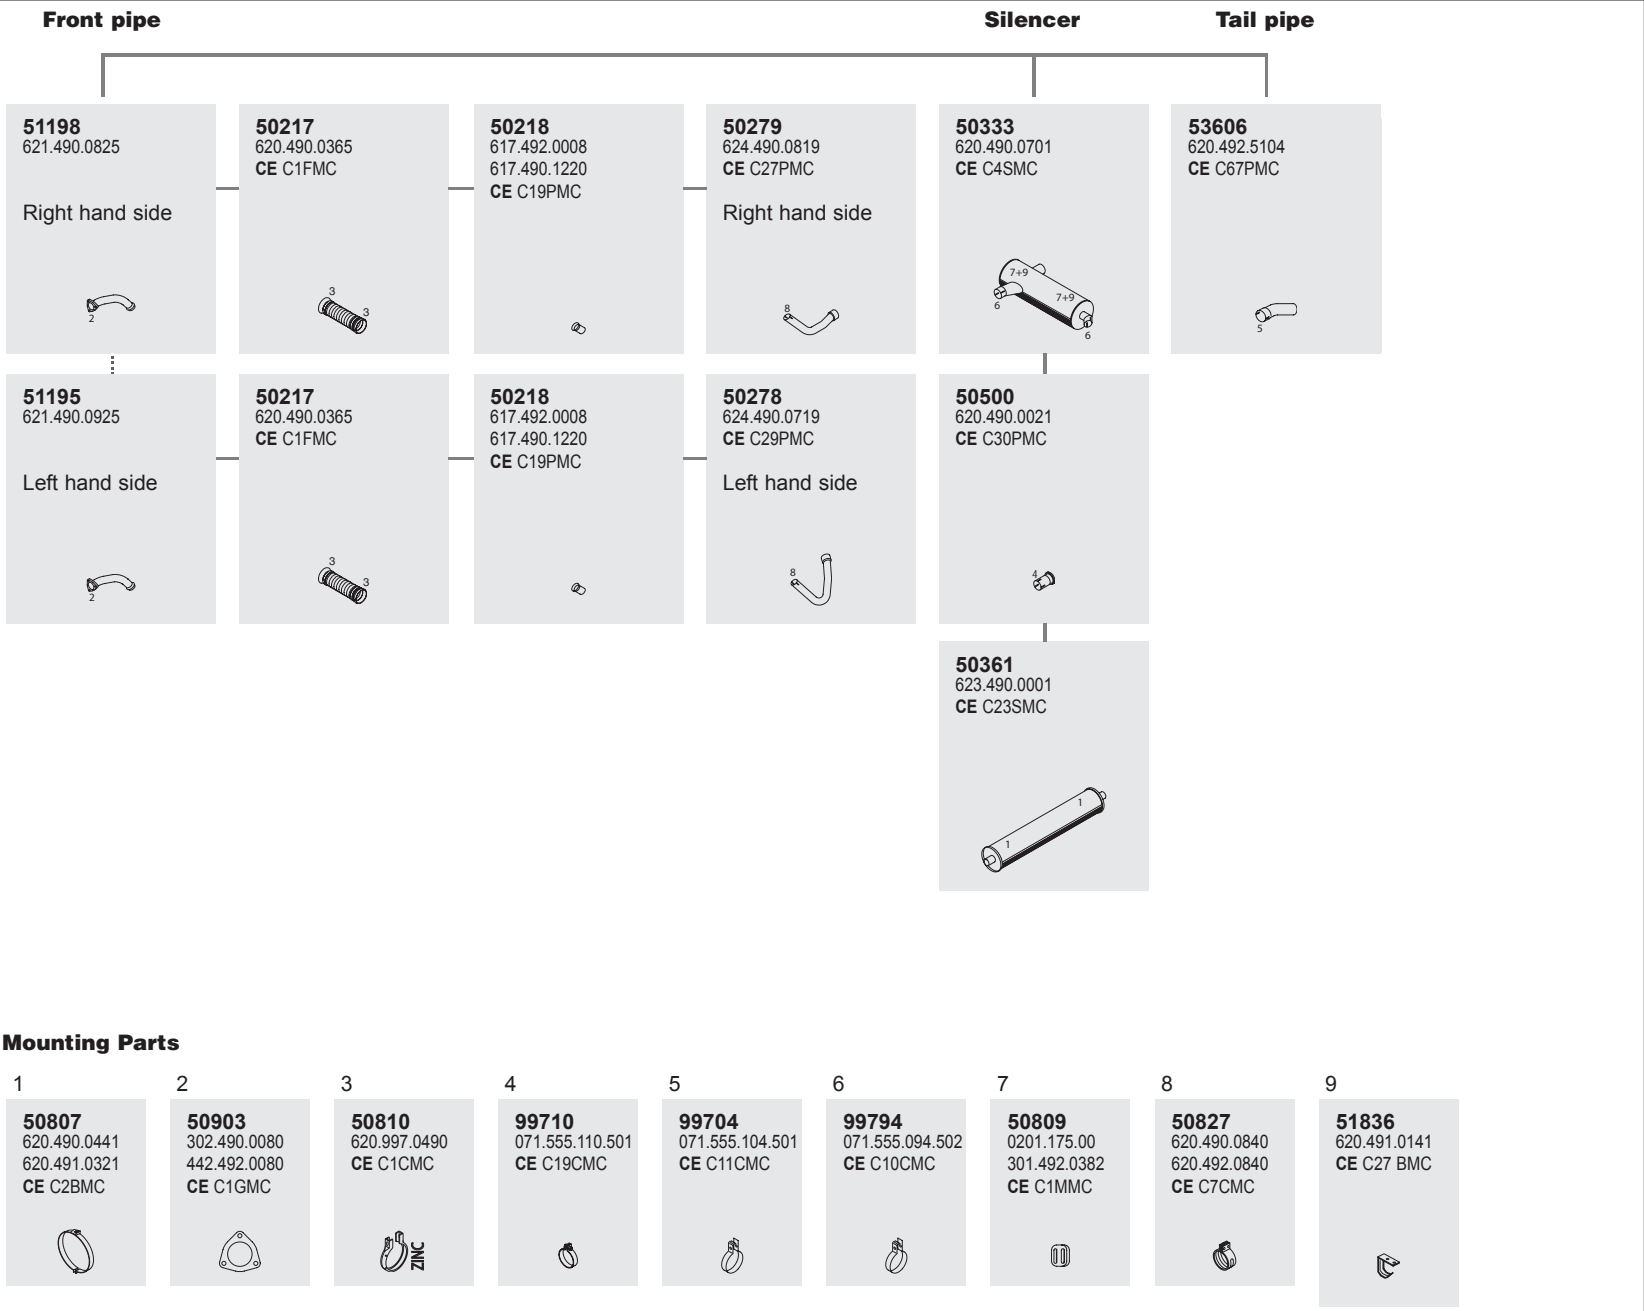 Front pipe
Silencer
Tail pipe
51198
621.490.0825
Right hand side
2
50217
620.490.0365
CE C1FMC
3
3
50218
617.492.0008
617.490.1220
CE C19PMC
50279
624.490.0819
CE C27PMC
Right hand side
8
50333
620.490.0701
CE C4SMC
7+9
7+9
6
6
53606
620.492.5104
CE C67PMC
5
51195
621.490.0925
Left hand side
2
50217
620.490.0365
CE C1FMC
3
3
50218
617.492.0008
617.490.1220
CE C19PMC
50278
624.490.0719
CE C29PMC
Left hand side
8
50500
620.490.0021
CE C30PMC
4
50361
623.490.0001
CE C23SMC
1
1
Mounting Parts
1
50807
620.490.0441
620.491.0321
CE C2BMC
2
50903
302.490.0080
442.492.0080
CE C1GMC
3
50810
620.997.0490
CE C1CMC
ZINC
4
99710
071.555.110.501
CE C19CMC
5
99704
071.555.104.501
CE C11CMC
6
99794
071.555.094.502
CE C10CMC
7
50809
0201.175.00
301.492.0382
CE C1MMC
8
50827
620.490.0840
620.492.0840
CE C7CMC
9
51836
620.491.0141
CE C27 BMC